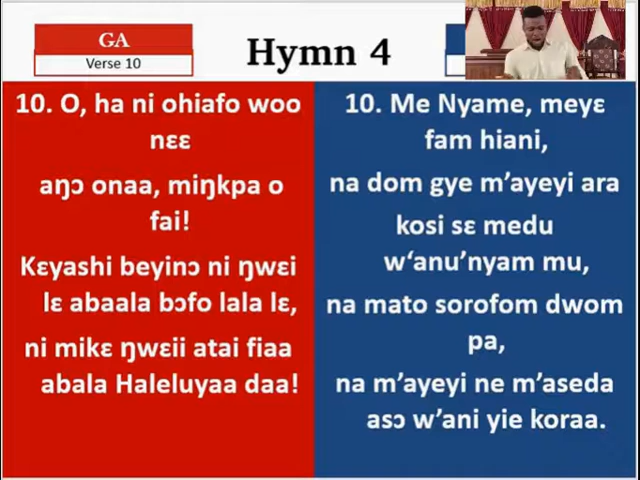 GA
Verse 10
Hymn 4
10. O, ha ni ohiafo woo
nɛɛ
aŋɔ onaa, miŋkpa o
fai!
Kɛyashi beyinɔ ni ŋwɛi
lɛ abaala bɔfo lala lɛ,
ni mikɛ ŋwɛii atai fiaa
abala Haleluyaa daa!
10. Me Nyame, meyɛ
fam hiani,
na dom gye m’ayeyi ara
kosi sɛ medu
w‘anu’nyam mu,
na mato sorofom dwom
pa,
na m’ayeyi ne m’aseda
asɔ w’ani yie koraa.